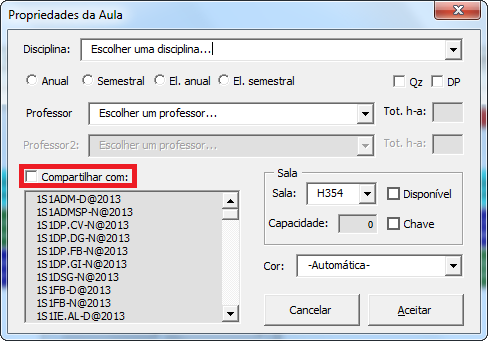 Propriedades da Aula
Disciplina: Escolher uma disciplina...
Anual Semestral El. anual El. semestral Qz DP
Professor Escolher um professor... Tot. h-a:
Professor2: Escolher um professor... Tot. h-a:
Compartilhar com:
1S1ADM-D@2013
1S1ADMSP-N@2013
1S1DP.CV-N@2013
1S1DP.DG-N@2013
1S1DP.FB-N@2013
1S1DP.GI-N@2013
1S1DSG-N@2013
1S1FB-D@2013
1S1FB-N@2013
1S1IE.AL-D@2013
Sala
Sala: H354 Disponível
Capacidade: 0 Chave
Cor: -Automática-
Cancelar Aceitar